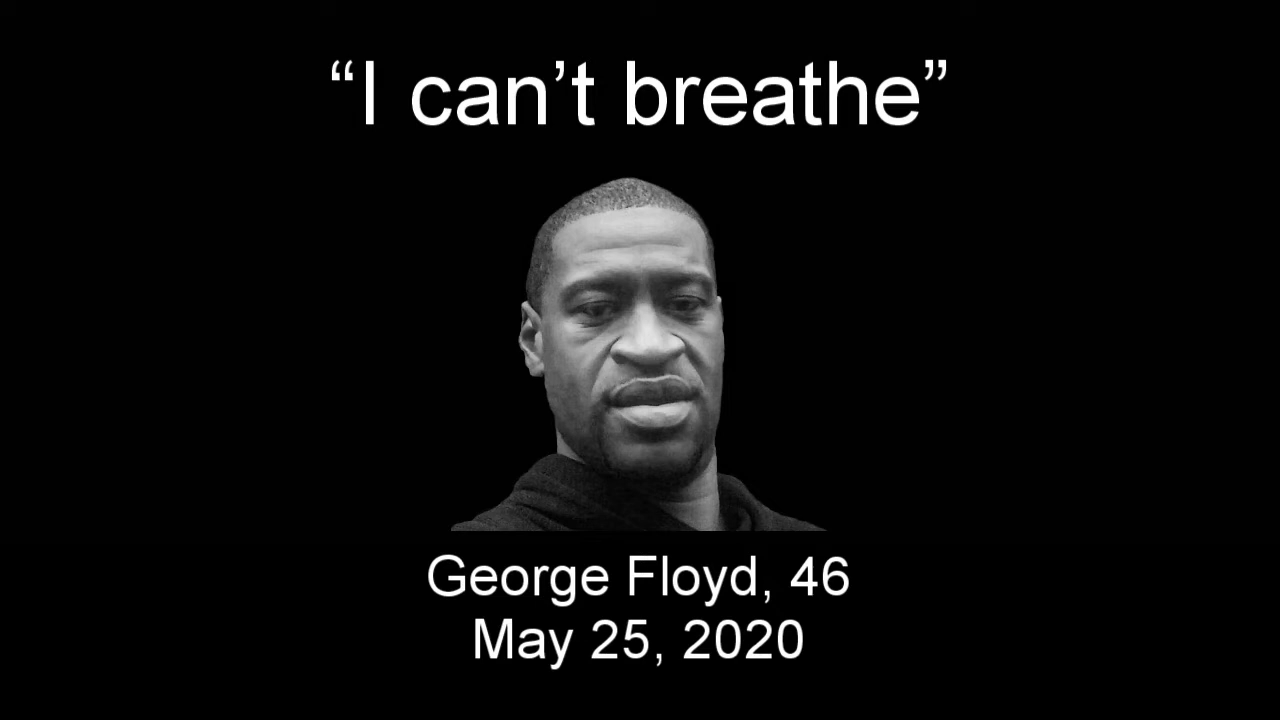 “I can’t breathe”
George Floyd, 46
May 25, 2020